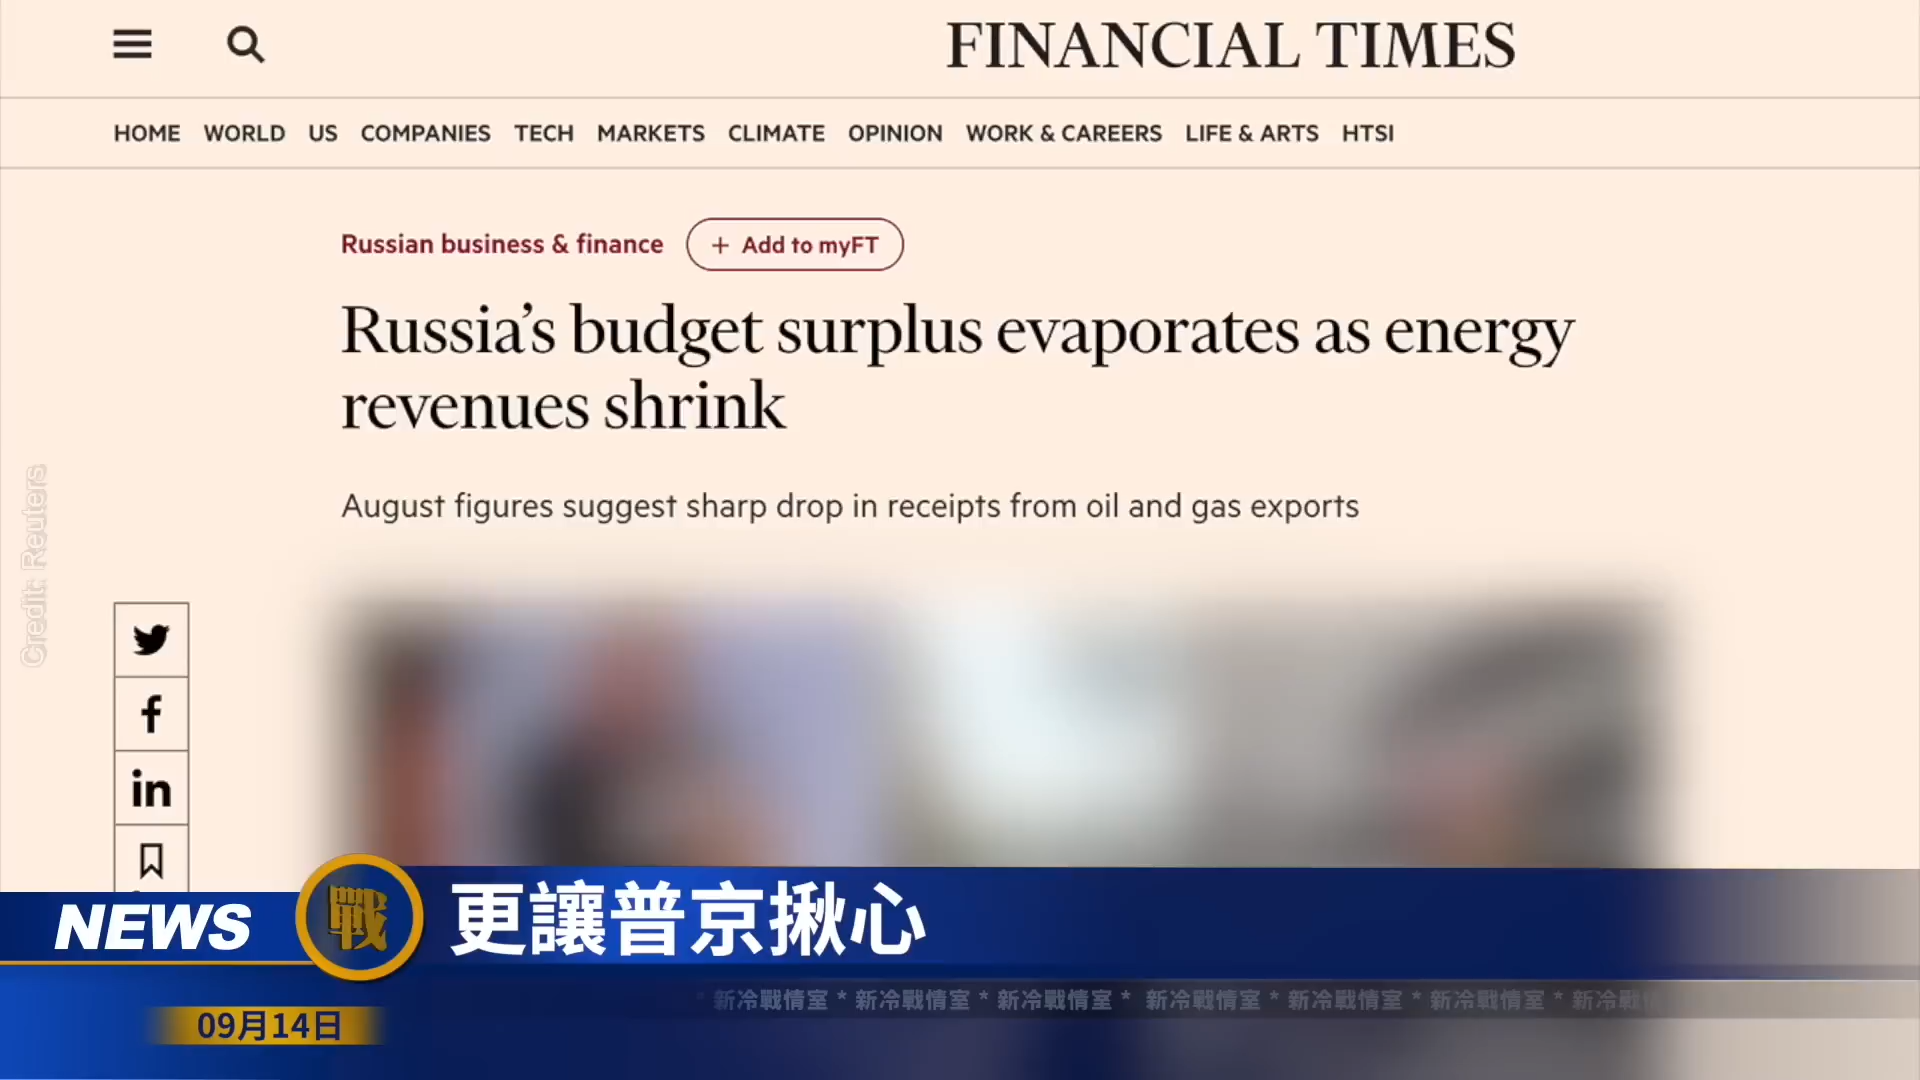 FINANCIAL TIMES
HOME WORLD US COMPANIES TECH MARKETS CLIMATE OPINION WORK & CAREERS LIFE & ARTS HTSI
Russian business & finance
+ Add to myFT
Russia’s budget surplus evaporates as energy
revenues shrink
August figures suggest sharp drop in receipts from oil and gas exports
Credit: Reuters
in
NEWS
戰
更讓普京揪心
* 新冷戰情室 * 新冷戰情室 * 新冷戰情室 * 新冷戰情室 * 新冷戰情室 * 新冷戰情室 * 新冷戰
09月14日